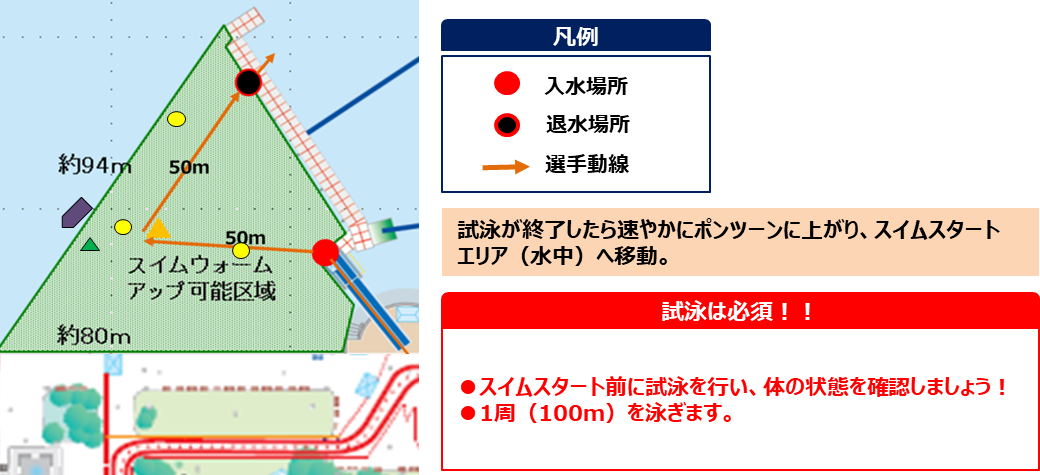 約94m
50m
50m
スイムウォーム
アップ可能区域
約80m
凡例
入水場所
退水場所
選手動線
試泳が終了したら速やかにポンツーンに上がり、スイムスタート
エリア（水中）へ移動。
試泳は必須！！
●スイムスタート前に試泳を行い、体の状態を確認しましょう！
●1周（100m）を泳ぎます。